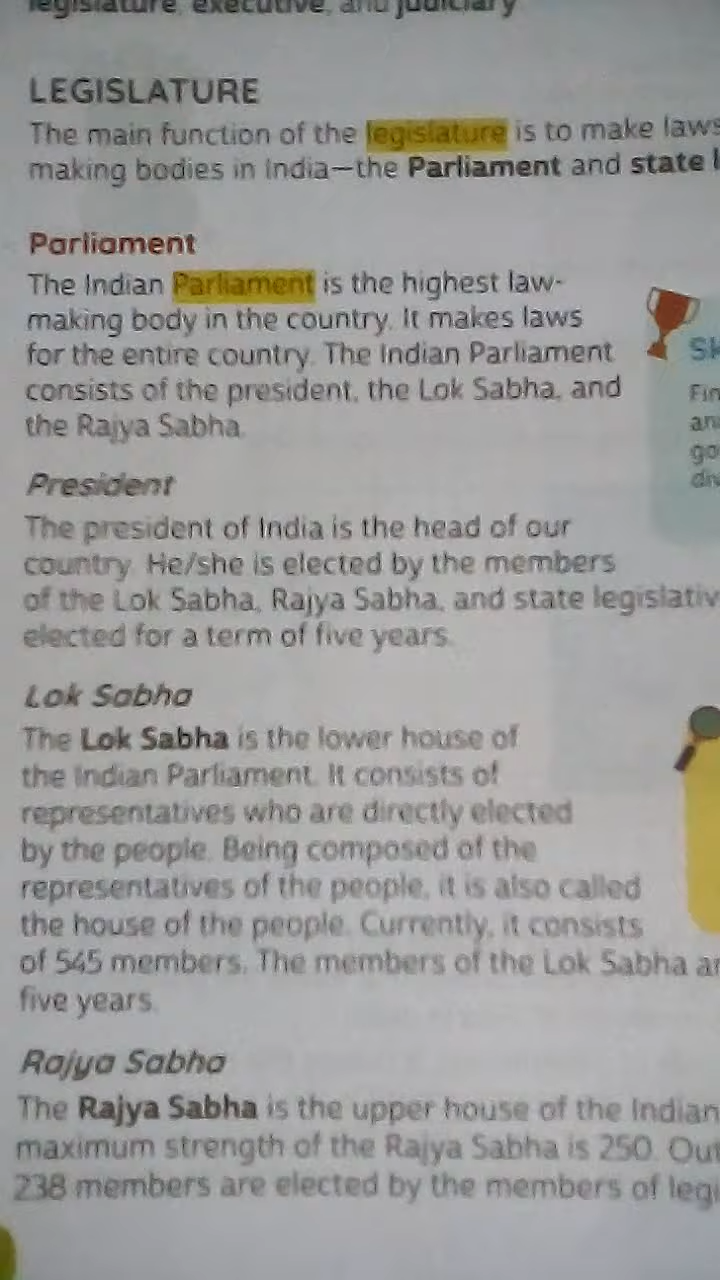 legislature, executive, and judiciary
LEGISLATURE
The main function of the legislature is to make laws
making bodies in India—the Parliament and state
Parliament
The Indian Parliament is the highest law-
making body in the country. It makes laws
for the entire country. The Indian Parliament
consists of the president, the Lok Sabha, and
the Rajya Sabha.
President
The president of India is the head of our
country. He/she is elected by the members
of the Lok Sabha, Rajya Sabha, and state
elected for a term of five years.
Lok Sabha
The Lok Sabha is the lower house of
the Indian Parliament. It consists of
representatives who are directly elected
by the people. Being composed of the
representatives of the people, it is also called
the house of the people. Currently, it consists
of 545 members. The members of the Lok Sabha
five years.
Rajya Sabha
The Rajya Sabha is the upper house of the Indian
maximum strength of the Rajya Sabha is 250. Out
238 members are elected by the members of